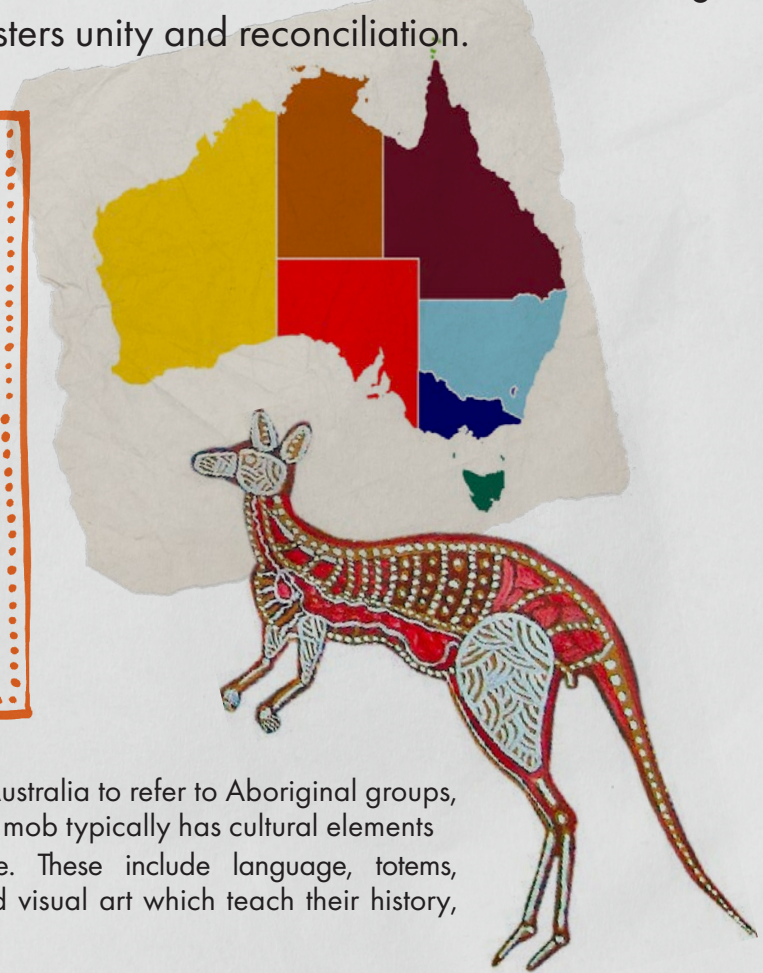 sters unity and reconciliation.
ustralia to refer to Aboriginal groups,
mob typically has cultural elements
e. These include language, totems,
d visual art which teach their history,